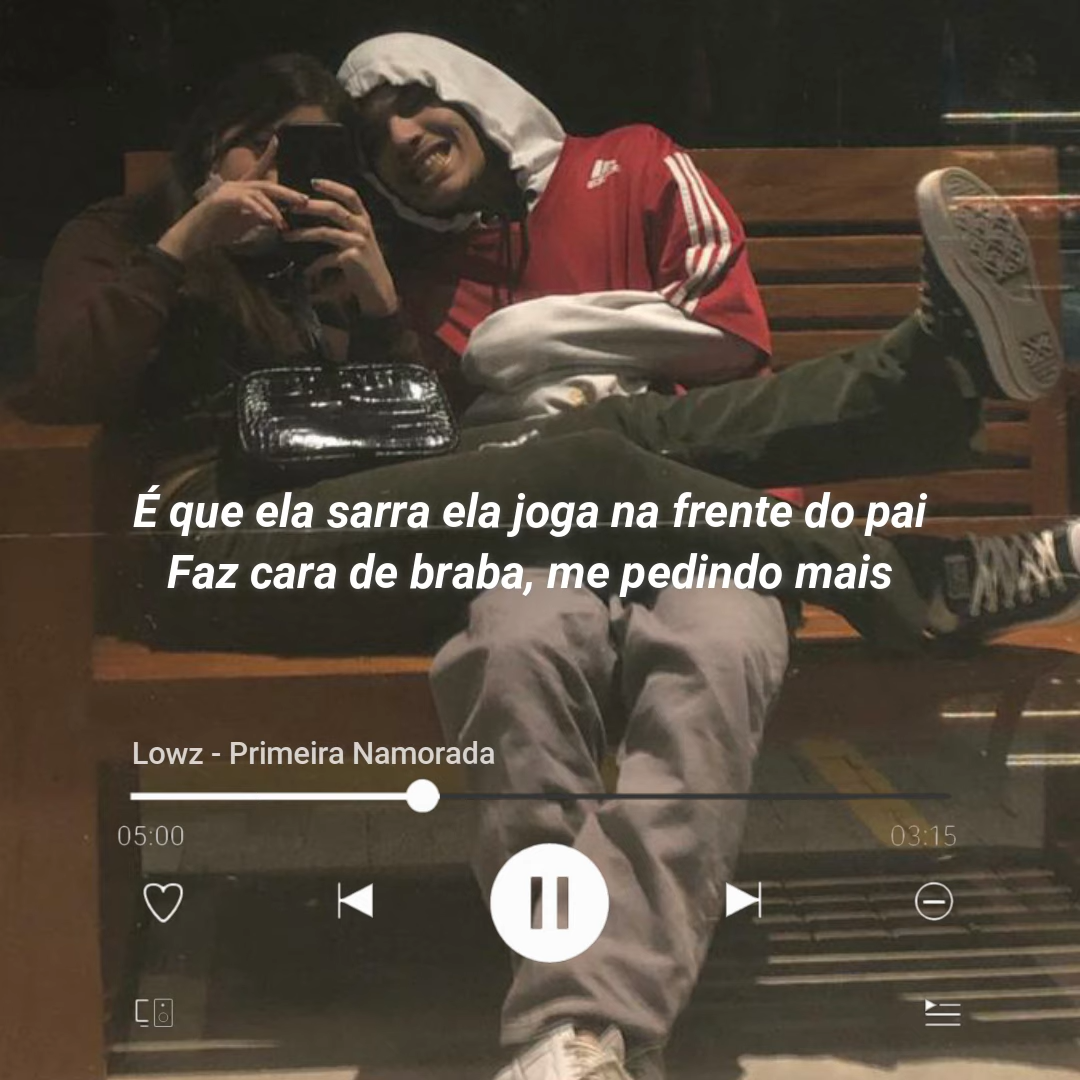 É que ela sarra ela joga na frente do pai
Faz cara de braba, me pedindo mais
Lowz - Primeira Namorada
05:00
03:15